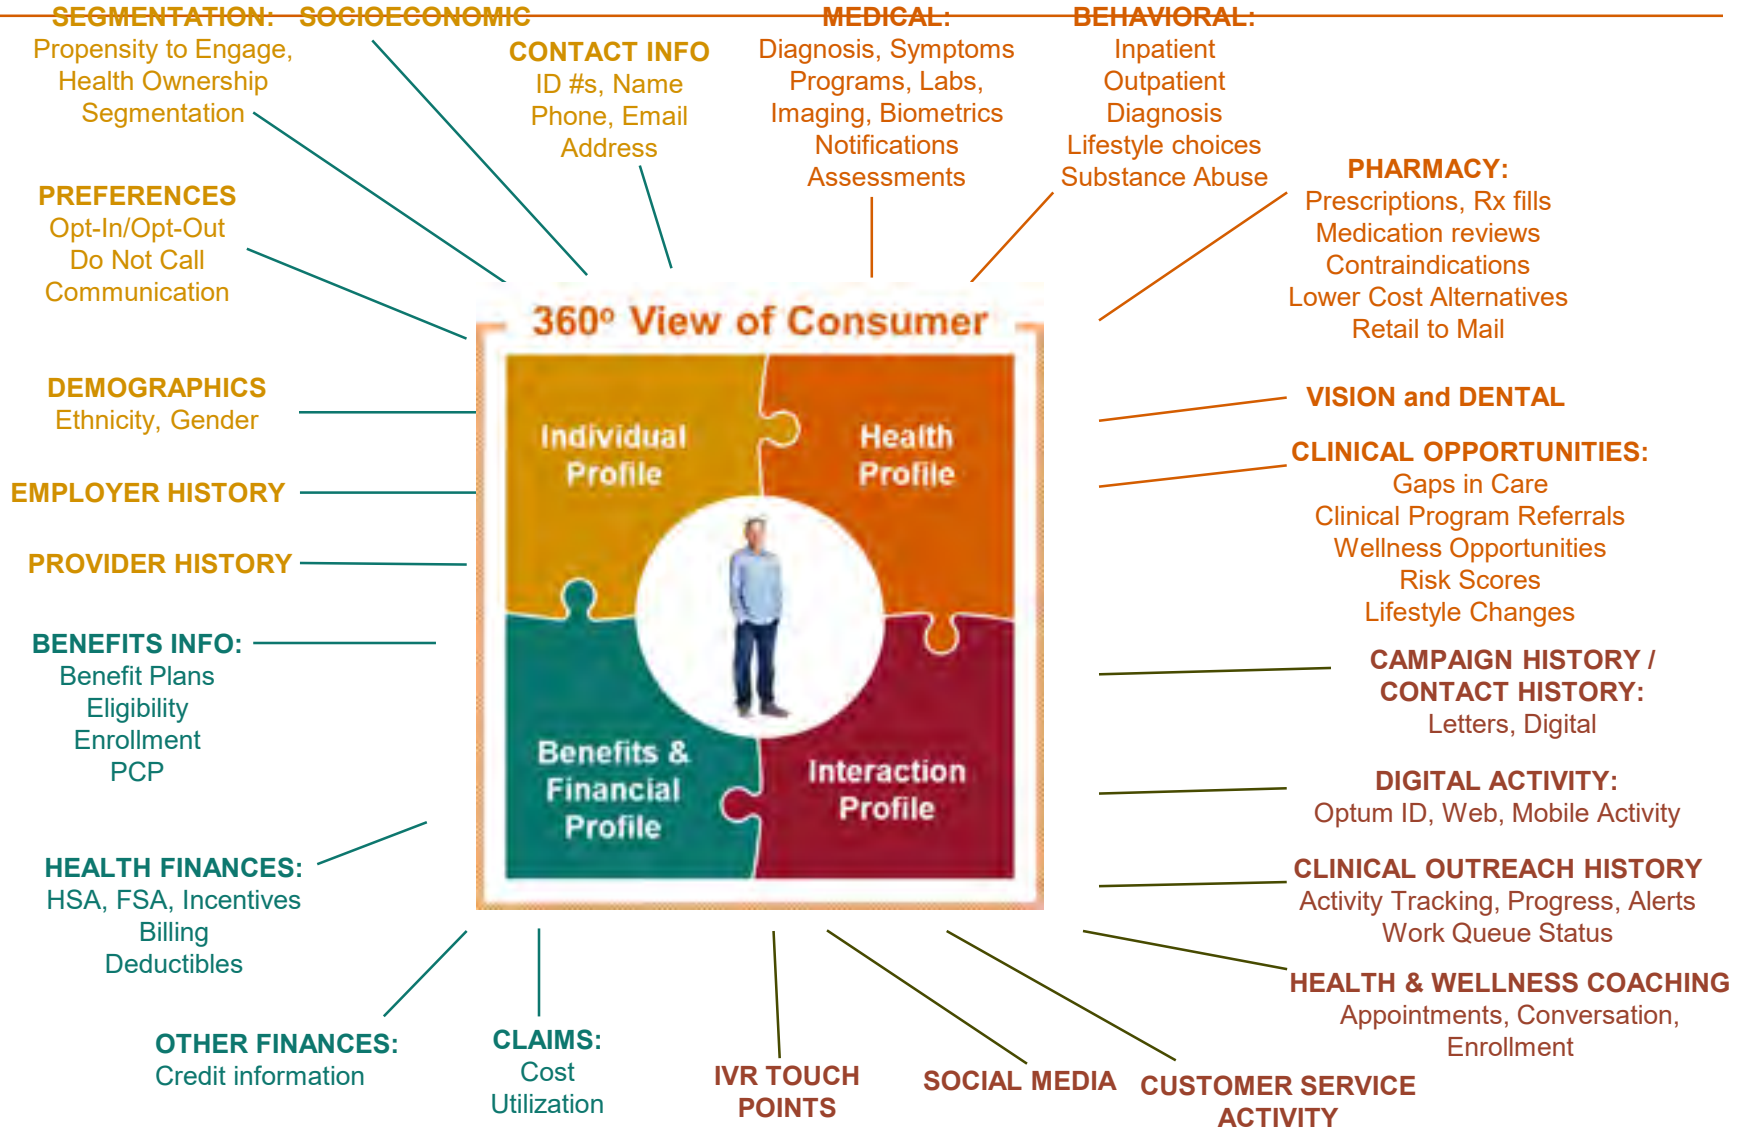 SEGMENTATION:
Propensity to Engage,
Health Ownership
Segmentation
SOCIOECONOMIC
CONTACT INFO
ID #s, Name
Phone, Email
Address
MEDICAL:
Diagnosis, Symptoms
Programs, Labs,
Imaging, Biometrics
Notifications
Assessments
BEHAVIORAL:
Inpatient
Outpatient
Diagnosis
Lifestyle choices
Substance Abuse
PHARMACY:
Prescriptions, Rx fills
Medication reviews
Contraindications
Lower Cost Alternatives
Retail to Mail
PREFERENCES
Opt-In/Opt-Out
Do Not Call
Communication
DEMOGRAPHICS
Ethnicity, Gender
EMPLOYER HISTORY
PROVIDER HISTORY
360º View of Consumer
Individual
Profile
Health
Profile
Benefits &
Financial
Profile
Interaction
Profile
VISION and DENTAL
CLINICAL OPPORTUNITIES:
Gaps in Care
Clinical Program Referrals
Wellness Opportunities
Risk Scores
Lifestyle Changes
BENEFITS INFO:
Benefit Plans
Eligibility
Enrollment
PCP
HEALTH FINANCES:
HSA, FSA, Incentives
Billing
Deductibles
OTHER FINANCES:
Credit information
CLAIMS:
Cost
Utilization
CAMPAIGN HISTORY /
CONTACT HISTORY:
Letters, Digital
DIGITAL ACTIVITY:
Optum ID, Web, Mobile Activity
CLINICAL OUTREACH HISTORY
Activity Tracking, Progress, Alerts
Work Queue Status
HEALTH & WELLNESS COACHING
Appointments, Conversation,
Enrollment
IVR TOUCH
POINTS
SOCIAL MEDIA
CUSTOMER SERVICE
ACTIVITY